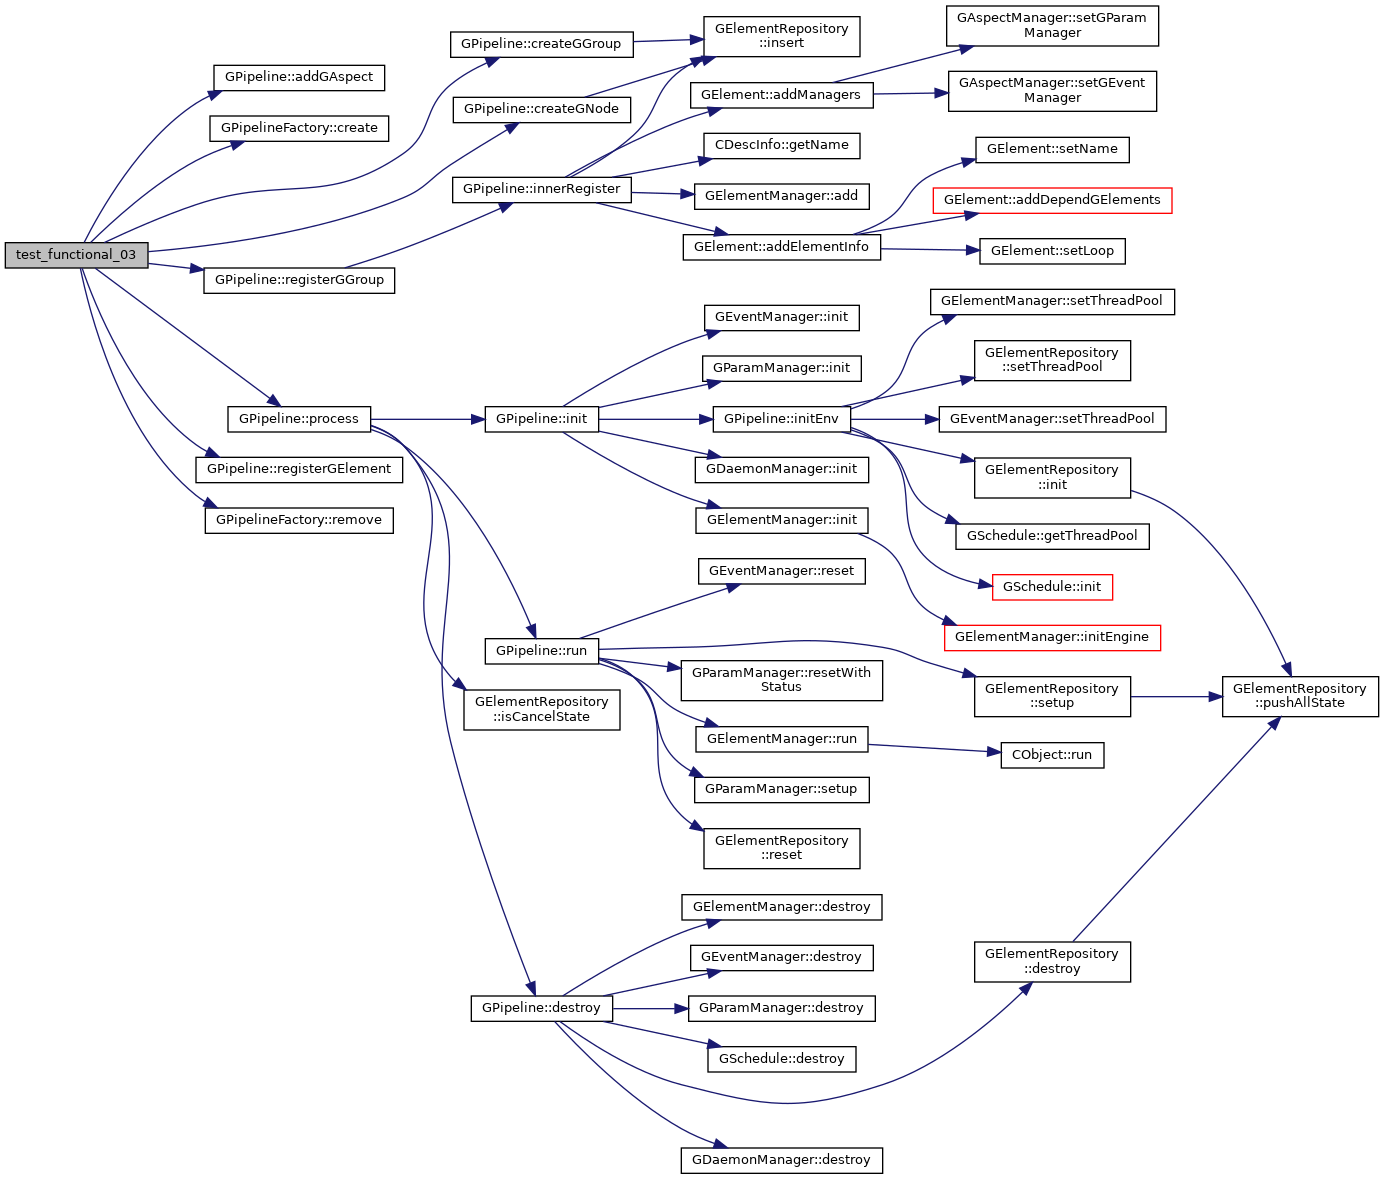 test_functional_03
GPipeline::addGAspect
GPipelineFactory::create
GPipeline::createGGroup
GElementRepository
::insert
GPipeline::createGNode
GPipeline::innerRegister
GPipeline::registerGGroup
GElement::addManagers
GAspectManager::setGParam
Manager
GAspectManager::setGEvent
Manager
CDescInfo::getName
GElementManager::add
GElement::addElementInfo
GElement::setName
GElement::addDependGElements
GElement::setLoop
GPipeline::process
GPipeline::registerGElement
GPipelineFactory::remove
GPipeline::init
GEventManager::init
GParamManager::init
GPipeline::initEnv
GDaemonManager::init
GElementManager::init
GElementManager::setThreadPool
GElementRepository
::setThreadPool
GEventManager::setThreadPool
GElementRepository
::init
GSchedule::getThreadPool
GSchedule::init
GElementManager::initEngine
GPipeline::run
GElementRepository
::isCancelState
GEventManager::reset
GParamManager::resetWith
Status
GElementManager::run
GParamManager::setup
GElementRepository
::reset
GElementRepository
::setup
CObject::run
GElementRepository
::pushAllState
GPipeline::destroy
GElementManager::destroy
GEventManager::destroy
GParamManager::destroy
GSchedule::destroy
GDaemonManager::destroy
GElementRepository
::destroy